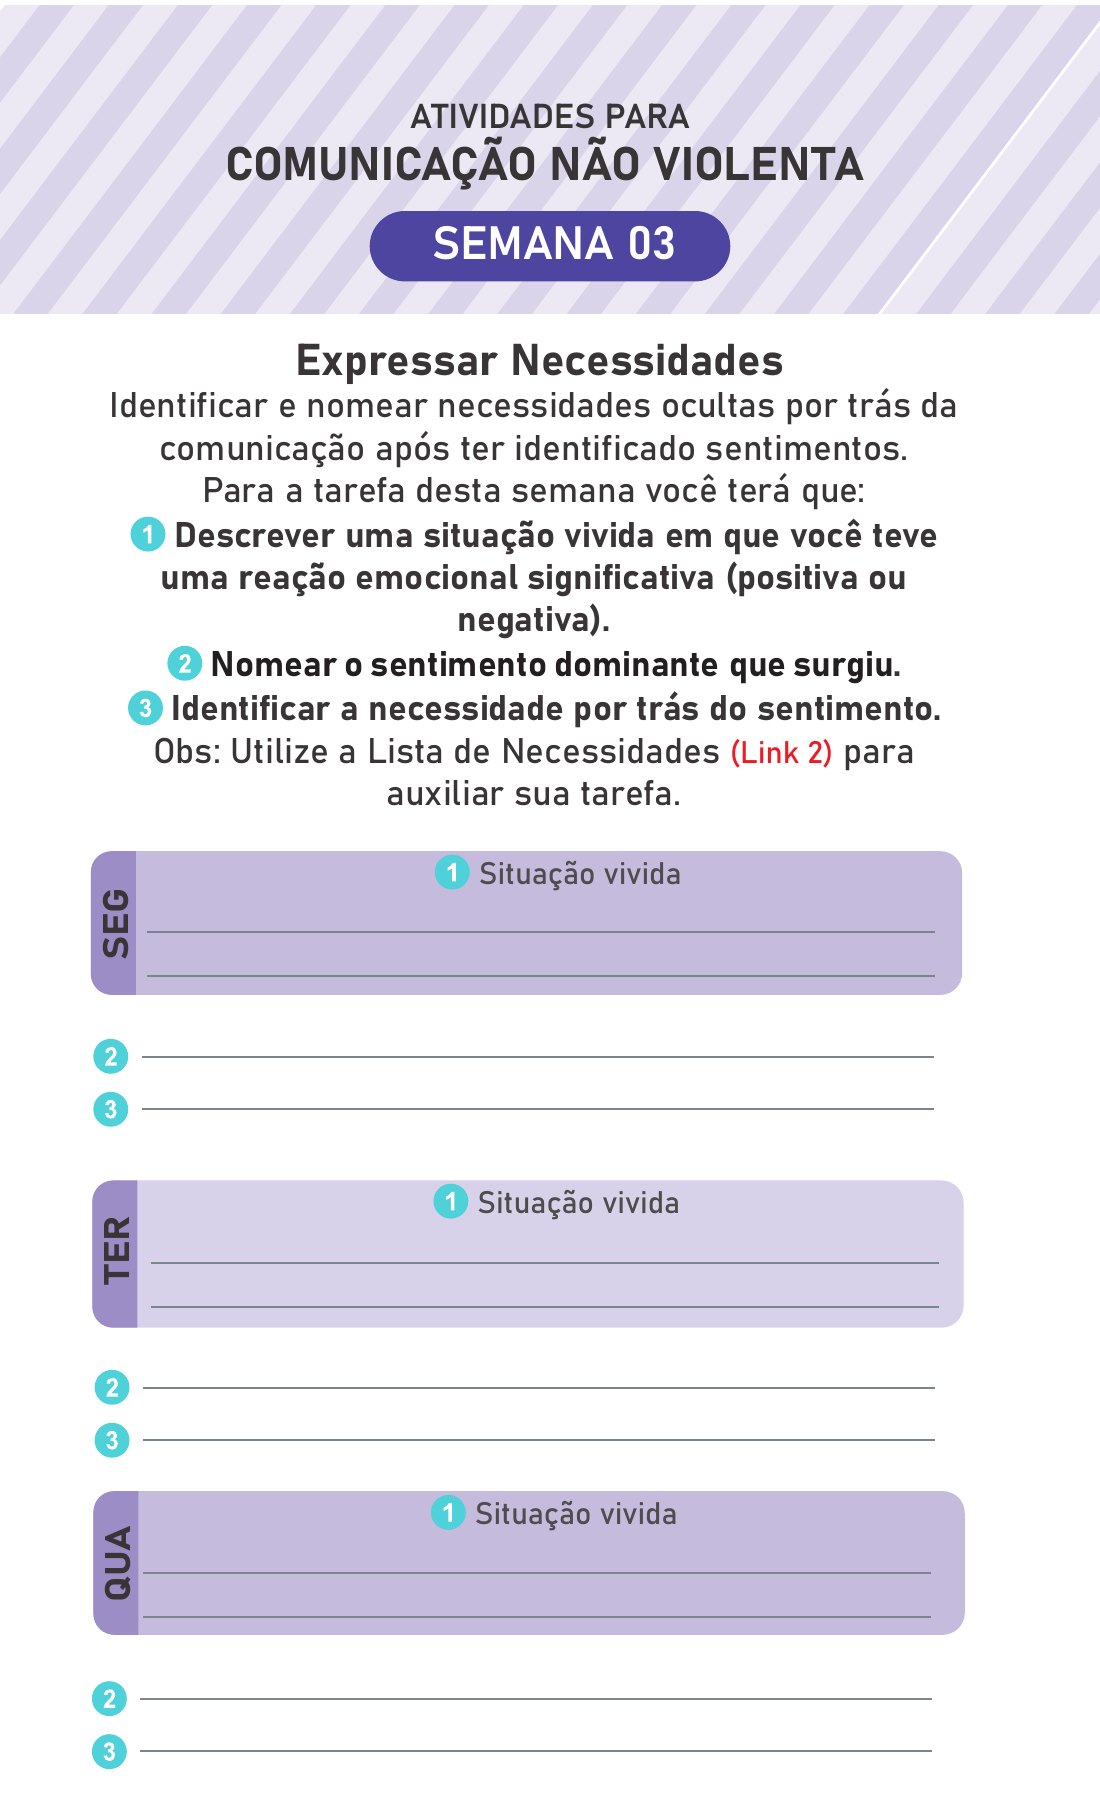 ATIVIDADES PARA
COMUNICAÇÃO NÃO VIOLENTA
SEMANA 03
Expressar Necessidades
Identificar e nomear necessidades ocultas por trás da
comunicação após ter identificado sentimentos.
Para a tarefa desta semana você terá que:
1 Descrever uma situação vivida em que você teve
uma reação emocional significativa (positiva ou
negativa).
2 Nomear o sentimento dominante que surgiu.
3 Identificar a necessidade por trás do sentimento.
Obs: Utilize a Lista de Necessidades (Link 2) para
auxiliar sua tarefa.
SEG
1 Situação vivida
2
3
TER
1 Situação vivida
2
3
QUA
1 Situação vivida
2
3